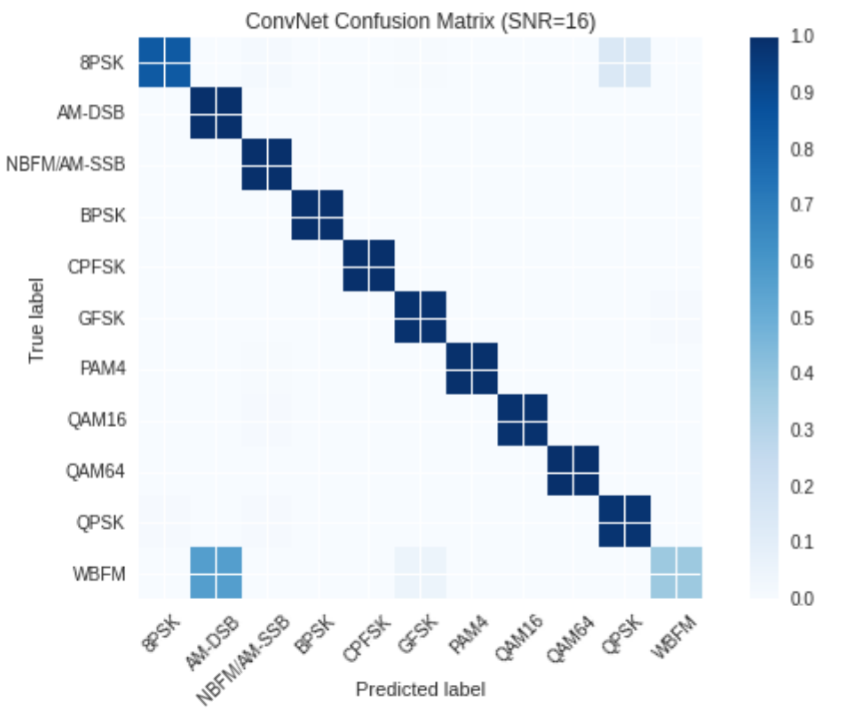 ConvNet Confusion Matrix (SNR=16)
8PSK
AM-DSB
NBFM/AM-SSB
BPSK
CPFSK
GFSK
PAM4
QAM16
QAM64
QPSK
WBFM
True label
8PSK
AM-DSB
NBFM/AM-SSB
BPSK
CPFSK
GFSK
PAM4
QAM16
QAM64
QPSK
WBFM
Predicted label
1.0
0.9
0.8
0.7
0.6
0.5
0.4
0.3
0.2
0.1
0.0